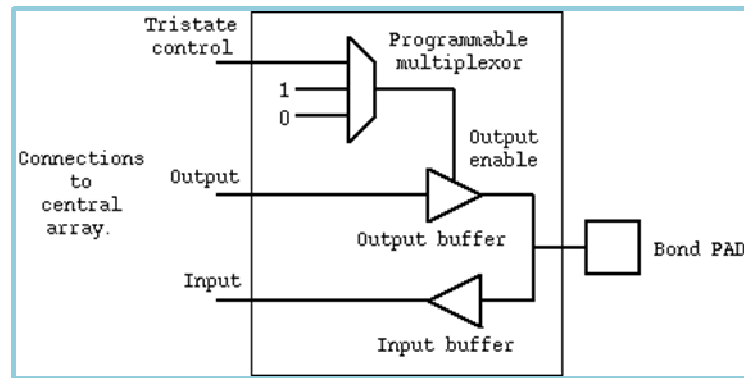 Tristate
control
Programmable
multiplexor
1
0
Output
enable
Connections
to
central
array.
Output
Output buffer
Bond PAD
Input
Input buffer